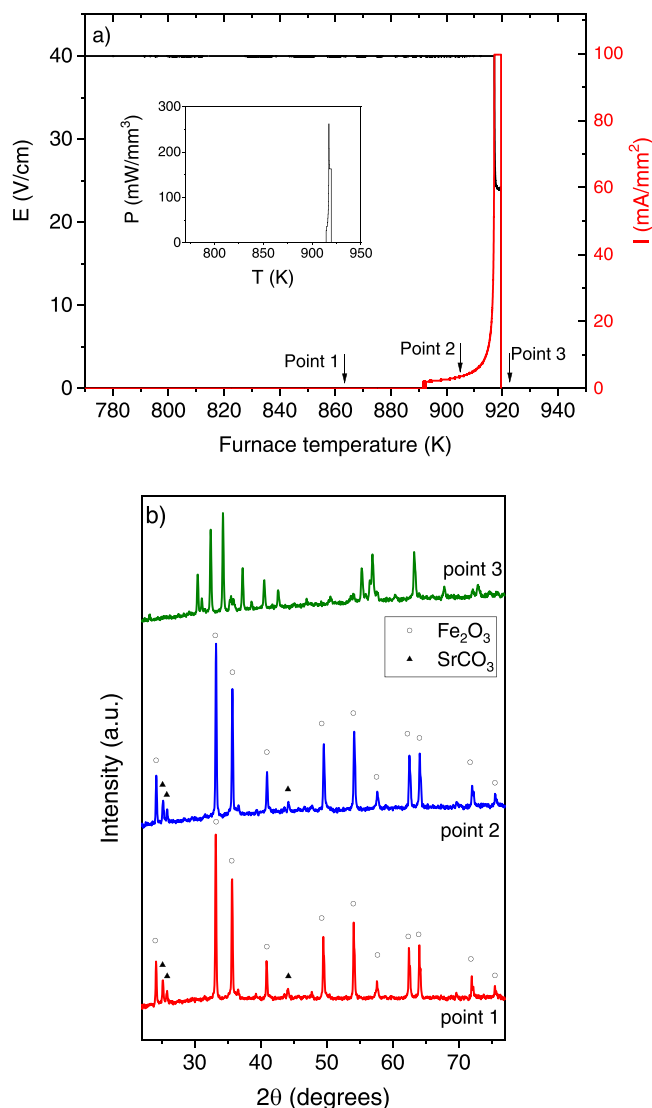 a)
E (V/cm)
40
30
20
10
0
I (mA/mm²)
100
80
60
40
20
0
P (mW/mm³)
300
200
100
0
800 850 900 950
T (K)
Point 1
Point 2
Point 3
780 800 820 840 860 880 900 920 940
Furnace temperature (K)
b)
point 3
Fe₂O₃
SrCO₃
Intensity (a.u.)
point 2
point 1
30 40 50 60 70
2θ (degrees)